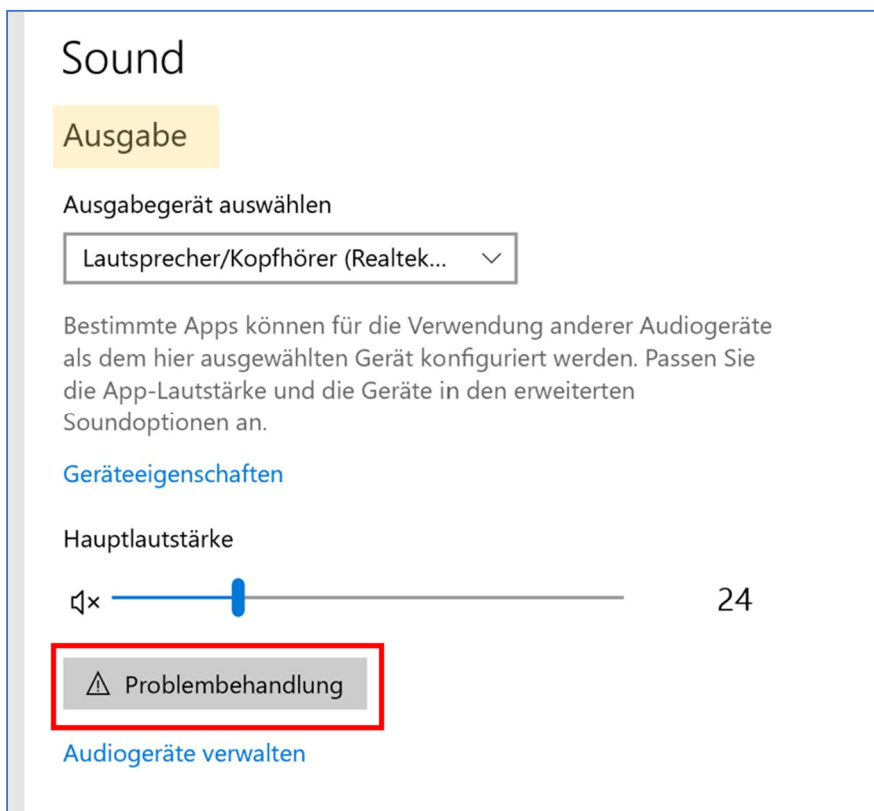 Sound
Ausgabe
Ausgabegerät auswählen
Lautsprecher/Kopfhörer (Realtek...
Bestimmte Apps können für die Verwendung anderer Audiogeräte
als dem hier ausgewählten Gerät konfiguriert werden. Passen Sie
die App-Lautstärke und die Geräte in den erweiterten
Soundoptionen an.
Geräteeigenschaften
Hauptlautstärke
24
Problembehandlung
Audiogeräte verwalten